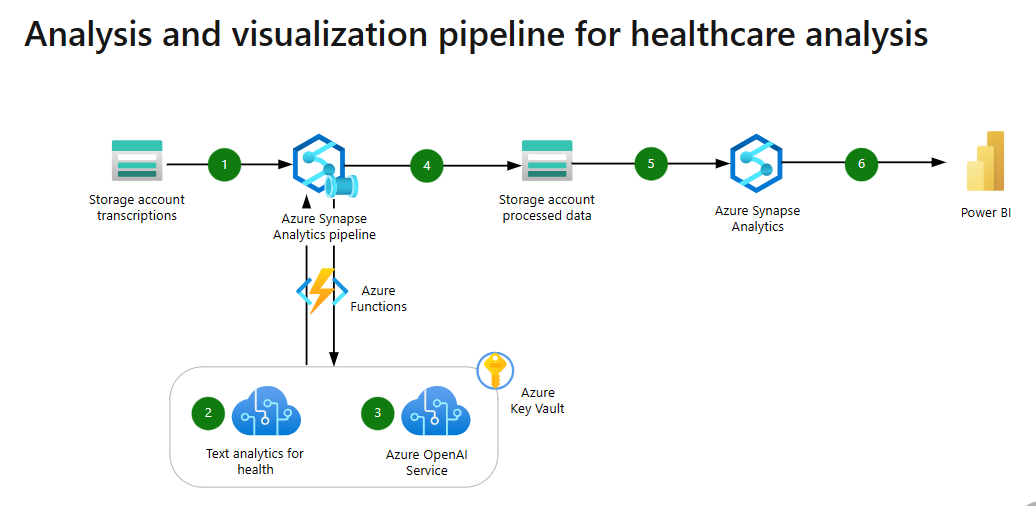 Analysis and visualization pipeline for healthcare analysis
1
4
5
6
Storage account
transcriptions
Azure Synapse
Analytics pipeline
Storage account
processed data
Azure Synapse
Analytics
Power BI
Azure
Functions
Azure
Key Vault
2
3
Text analytics for
health
Azure OpenAI
Service